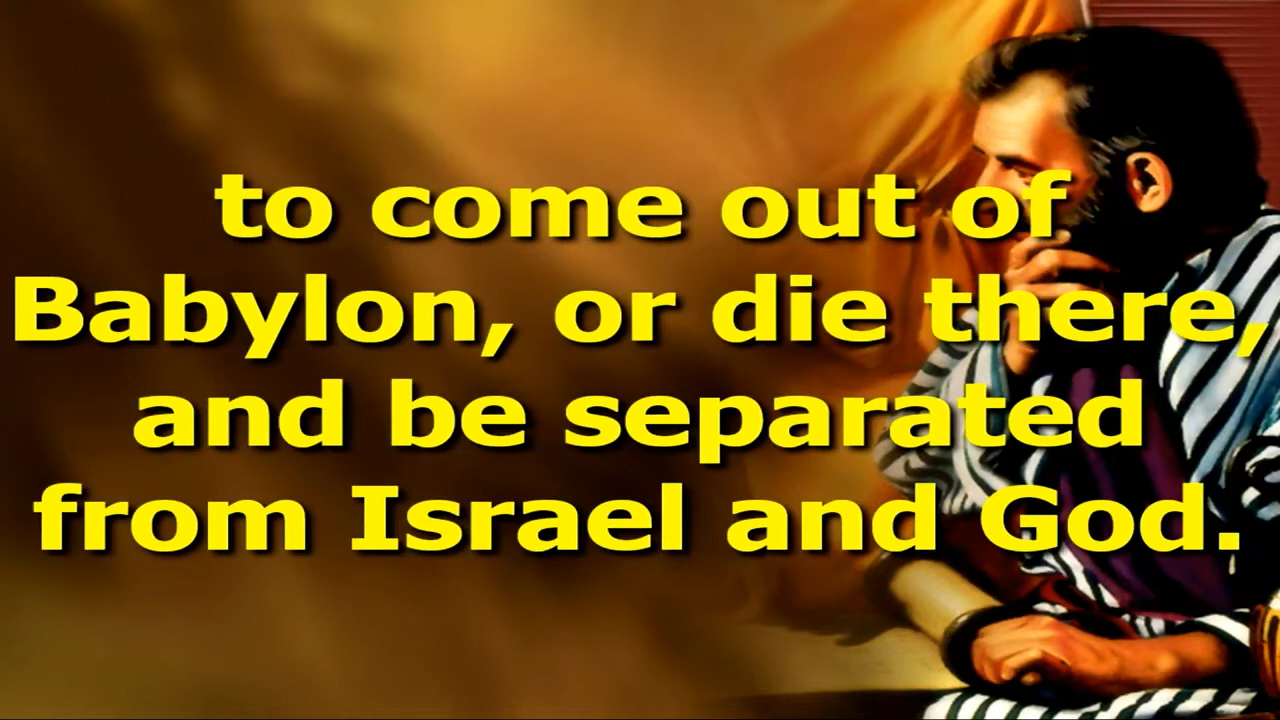 to come out of
Babylon, or die there,
and be separated
from Israel and God.